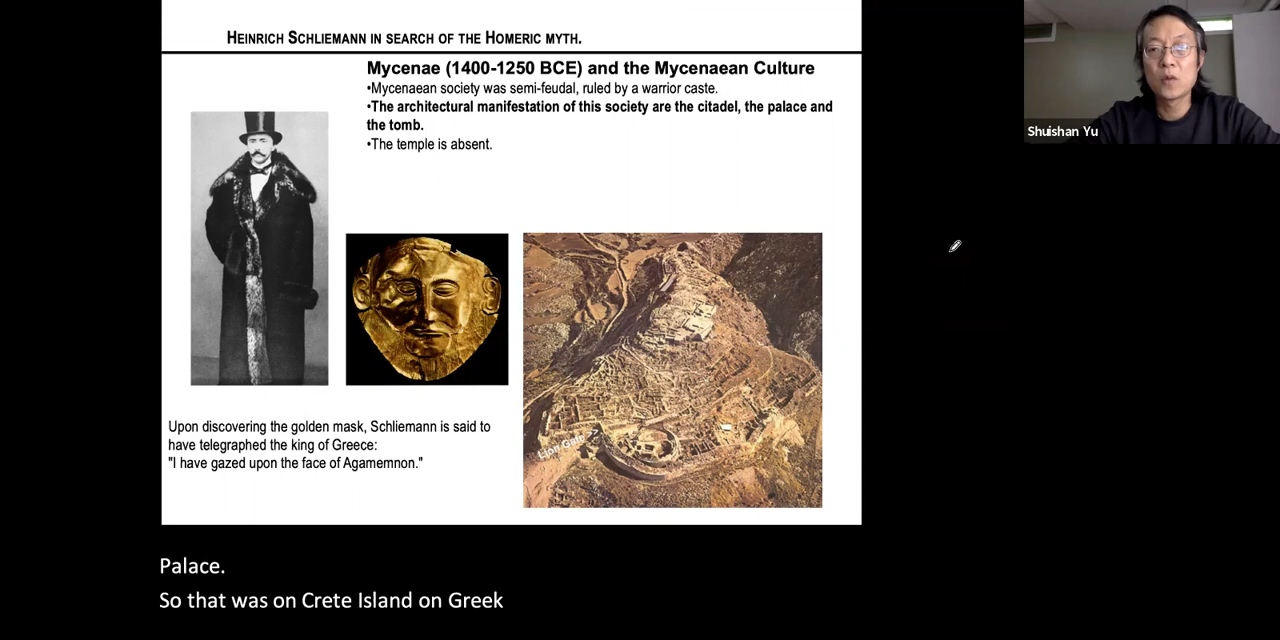 HEINRICH SCHLIEMANN IN SEARCH OF THE HOMERIC MYTH.
Mycenae (1400-1250 BCE) and the Mycenaean Culture
•Mycenaean society was semi-feudal, ruled by a warrior caste.
•The architectural manifestation of this society are the citadel, the palace and
the tomb.
•The temple is absent.
Shuishan Yu
Lion Gate
Upon discovering the golden mask, Schliemann is said to
have telegraphed the king of Greece:
"I have gazed upon the face of Agamemnon."
Palace.
So that was on Crete Island on Greek